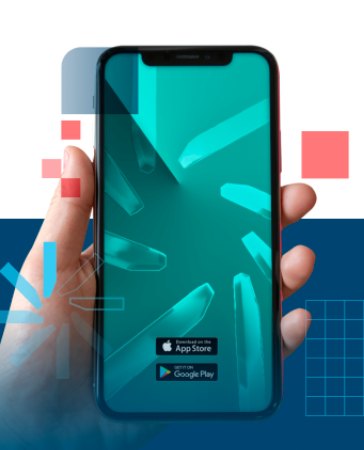 Download on the
App Store
GET IT ON
Google Play